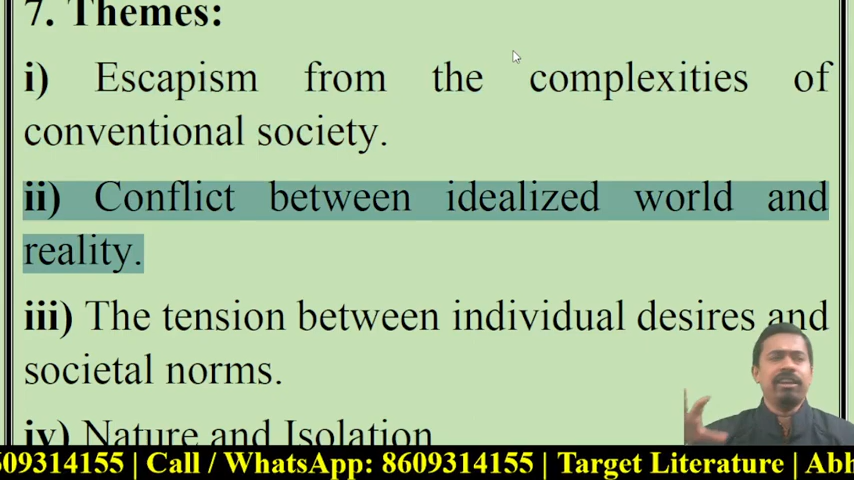 7. Themes:
i) Escapism from the complexities of
conventional society.
ii) Conflict between idealized world and
reality.
iii) The tension between individual desires and
societal norms.
iv) Nature and Isolation
609314155 | Call / WhatsApp: 8609314155 | Target Literature | Abh